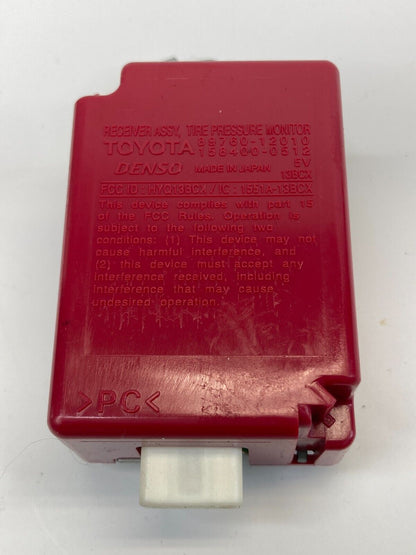 RECEIVER ASSY, TIRE PRESSURE MONITOR
TOYOTA 89760-12010
158400-0512
DENSO MADE IN JAPAN 5V
13BCX
FCC ID : HYQ13BCX / IC : 1551A-13BCX
This device complies with part 15
of the FCC Rules. Operation is
subject to the following two
conditions: (1) This device may not
cause harmful interference, and
(2) this device must accept any
interference received, including
interference that may cause
undesired operation.
>PC<